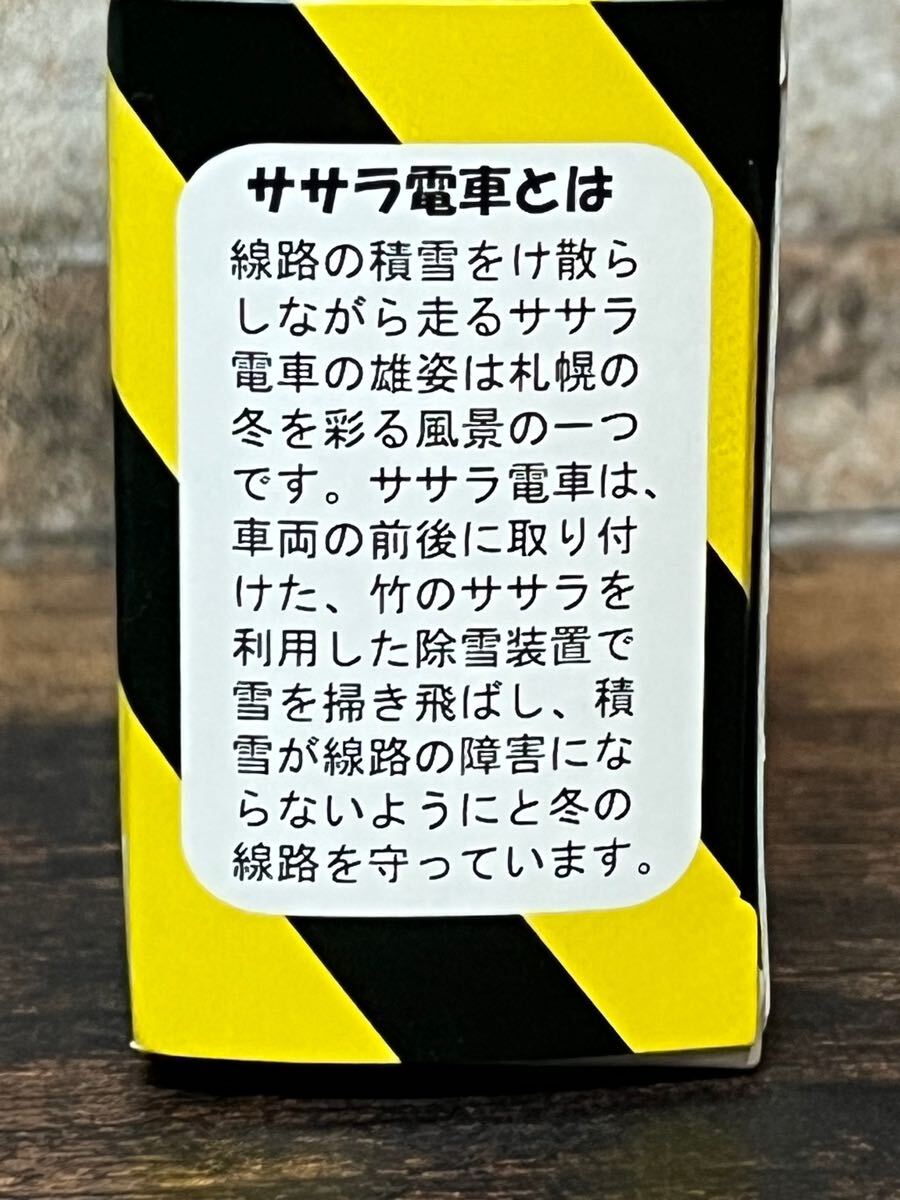 ササラ電車とは
線路の積雪をけ散ら
しながら走るササラ
電車の雄姿は札幌の
冬を彩る風景の一つ
です。ササラ電車は、
車両の前後に取り付
けた、竹のササラを
利用した除雪装置で
雪を掃き飛ばし、積
雪が線路の障害にな
らないようにと冬の
線路を守っています。